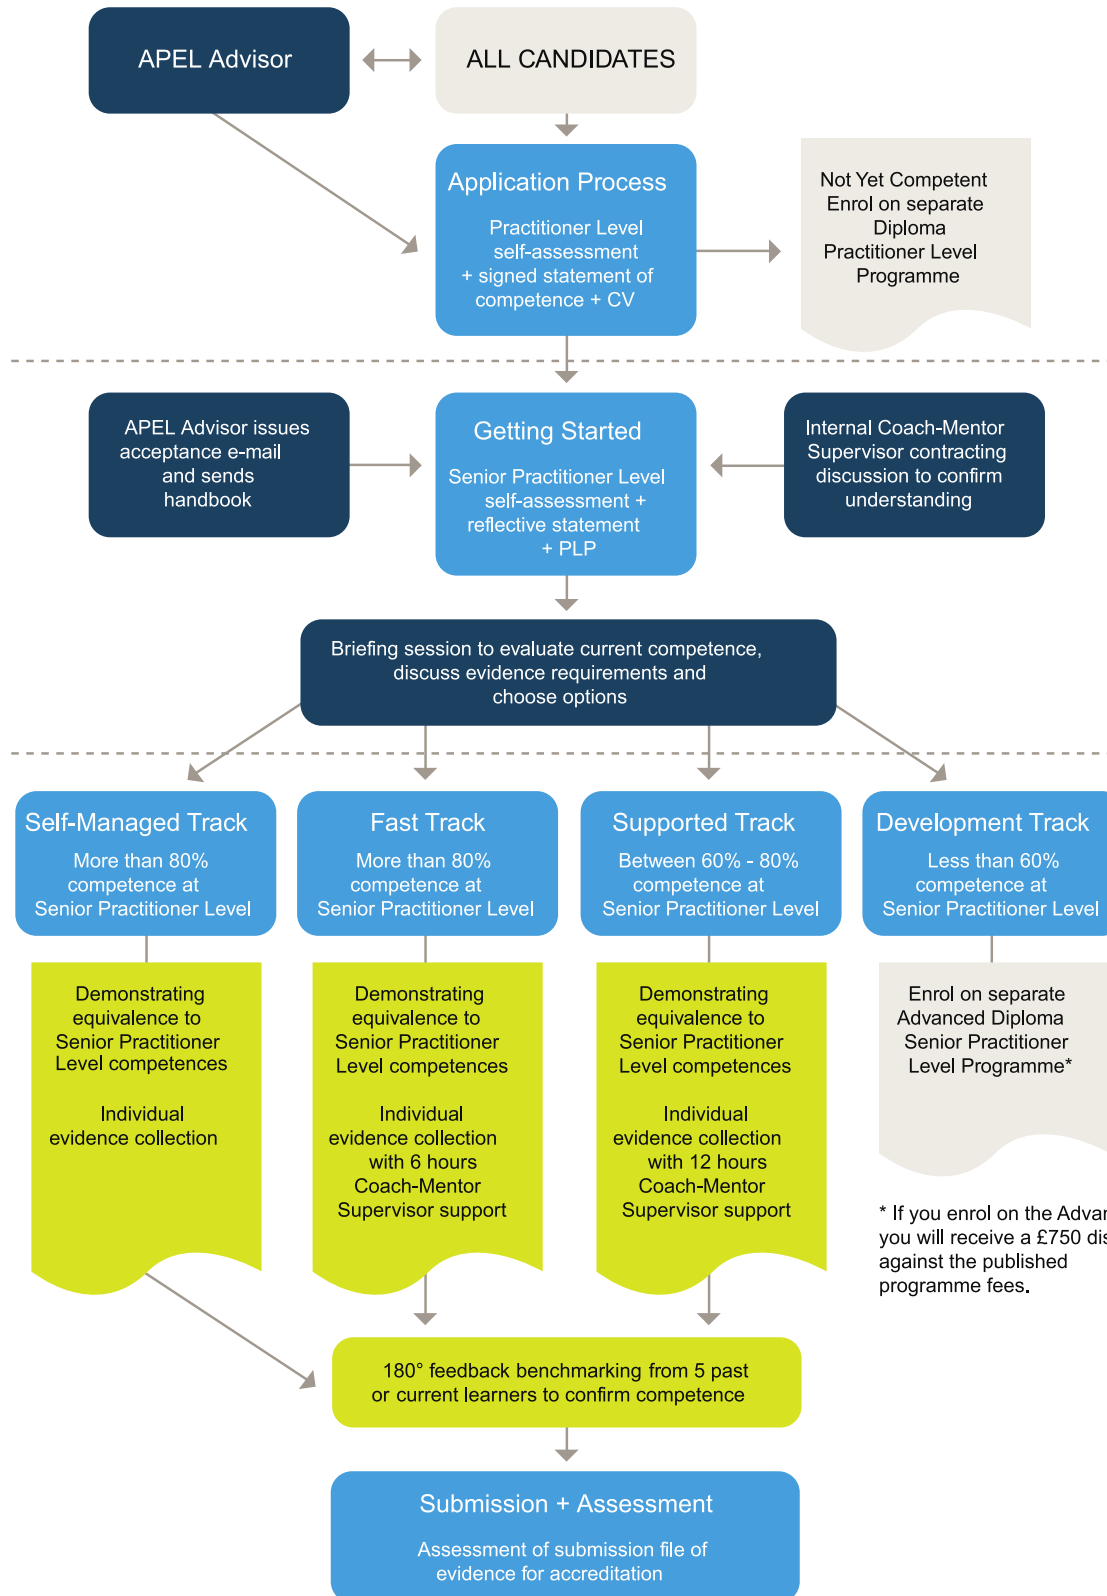 APEL Advisor
ALL CANDIDATES
Application Process
Practitioner Level
self-assessment
+ signed statement of
competence + CV
Not Yet Competent
Enrol on separate
Diploma
Practitioner Level
Programme
APEL Advisor issues
acceptance e-mail
and sends
handbook
Getting Started
Senior Practitioner Level
self-assessment +
reflective statement
+ PLP
Internal Coach-Mentor
Supervisor contracting
discussion to confirm
understanding
Briefing session to evaluate current competence,
discuss evidence requirements and
choose options
Self-Managed Track
More than 80%
competence at
Senior Practitioner Level
Fast Track
More than 80%
competence at
Senior Practitioner Level
Supported Track
Between 60% - 80%
competence at
Senior Practitioner Level
Development Track
Less than 60%
competence at
Senior Practitioner Level
Demonstrating
equivalence to
Senior Practitioner
Level competences
Individual
evidence collection
Demonstrating
equivalence to
Senior Practitioner
Level competences
Individual
evidence collection
with 6 hours
Coach-Mentor
Supervisor support
Demonstrating
equivalence to
Senior Practitioner
Level competences
Individual
evidence collection
with 12 hours
Coach-Mentor
Supervisor support
Enrol on separate
Advanced Diploma
Senior Practitioner
Level Programme*
* If you enrol on the
you will receive a £750
against the published
programme fees.
180° feedback benchmarking from 5 past
or current learners to confirm competence
Submission + Assessment
Assessment of submission file of
evidence for accreditation